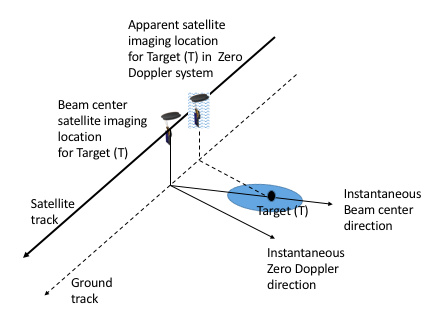 Apparent satellite
imaging location
for Target (T) in Zero
Doppler system
Beam center
satellite imaging
location
for Target (T)
Satellite
track
Target (T)
Instantaneous
Beam center
direction
Instantaneous
Zero Doppler
direction
Ground
track